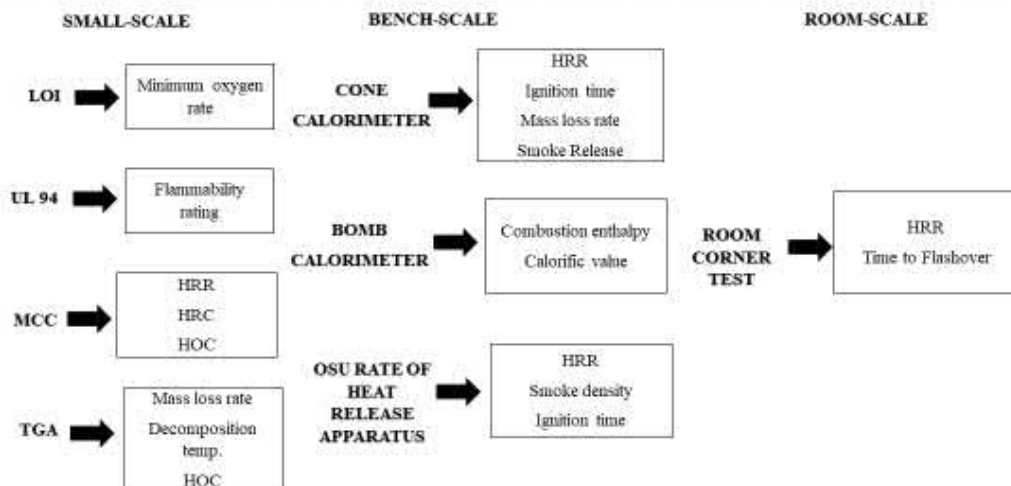 SMALL-SCALE
LOI
Minimum oxygen
rate
UL 94
Flammability
rating
MCC
HRR
HRC
HOC
TGA
Mass loss rate
Decomposition
temp.
HOC
BENCH-SCALE
CONE
CALORIMETER
HRR
Ignition time
Mass loss rate
Smoke Release
BOMB
CALORIMETER
Combustion enthalpy
Calorific value
OSU RATE OF
HEAT
RELEASE
APPARATUS
HRR
Smoke density
Ignition time
ROOM-SCALE
ROOM
CORNER
TEST
HRR
Time to Flashover